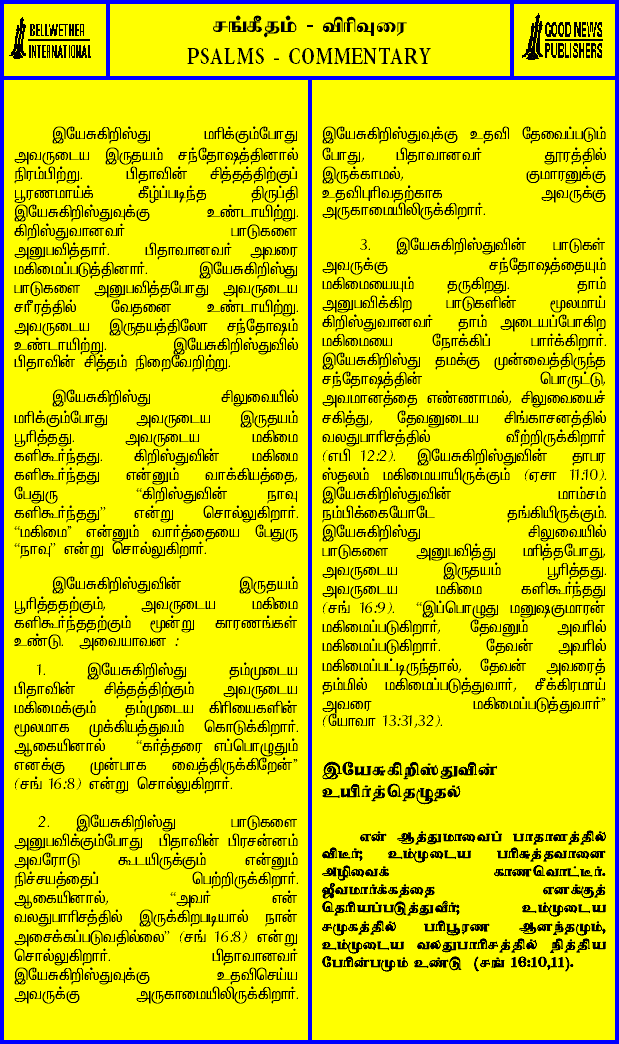 BELLWETHER
INTERNATIONAL
சங்கீதம் - விரிவுரை
PSALMS - COMMENTARY
GOOD NEWS
PUBLISHERS
இயேசுகிறிஸ்து மரிக்கும்போது
அவருடைய இருதயம் சந்தோஷத்தினால்
நிரம்பிற்று. பிதாவின் சித்தத்திற்குப்
பூரணமாய்க் கீழ்ப்படிந்த திருப்தி
இயேசுகிறிஸ்துவுக்கு உண்டாயிற்று.
கிறிஸ்துவானவர் பாடுகளை
அனுபவித்தார். பிதாவானவர் அவரை
மகிமைப்படுத்தினார். இயேசுகிறிஸ்து
பாடுகளை அனுபவித்தபோது அவருடைய
சரீரத்தில் வேதனை உண்டாயிற்று.
அவருடைய இருதயத்திலோ சந்தோஷம்
உண்டாயிற்று. இயேசுகிறிஸ்துவில்
பிதாவின் சித்தம் நிறைவேறிற்று.
இயேசுகிறிஸ்து சிலுவையில்
மரிக்கும்போது அவருடைய இருதயம்
பூரித்தது. அவருடைய மகிமை
களிகூர்ந்தது. கிறிஸ்துவின் மகிமை
களிகூர்ந்தது என்னும் வாக்கியத்தை,
பேதுரு "கிறிஸ்துவின் நாவு
களிகூர்ந்தது" என்று சொல்லுகிறார்.
"மகிமை" என்னும் வார்த்தையை பேதுரு
"நாவு" என்று சொல்லுகிறார்.
இயேசுகிறிஸ்துவின் இருதயம்
பூரித்ததற்கும், அவருடைய மகிமை
களிகூர்ந்ததற்கும் மூன்று காரணங்கள்
உண்டு. அவையாவன :
1. இயேசுகிறிஸ்து தம்முடைய
பிதாவின் சித்தத்திற்கும் அவருடைய
மகிமைக்கும் தம்முடைய கிரியைகளின்
மூலமாக முக்கியத்துவம் கொடுக்கிறார்.
ஆகையினால் "கர்த்தரை எப்பொழுதும்
எனக்கு முன்பாக வைத்திருக்கிறேன்"
(சங் 16:8) என்று சொல்லுகிறார்.
2. இயேசுகிறிஸ்து பாடுகளை
அனுபவிக்கும்போது பிதாவின் பிரசன்னம்
அவரோடு கூடயிருக்கும் என்னும்
நிச்சயத்தைப் பெற்றிருக்கிறார்.
ஆகையினால், "அவர் என்
வலதுபாரிசத்தில் இருக்கிறபடியால் நான்
அசைக்கப்படுவதில்லை" (சங் 16:8) என்று
சொல்லுகிறார். பிதாவானவர்
இயேசுகிறிஸ்துவுக்கு உதவிசெய்ய
அவருக்கு அருகாமையிலிருக்கிறார்.
இயேசுகிறிஸ்துவுக்கு உதவி தேவைப்படும்
போது, பிதாவானவர் தூரத்தில்
இருக்காமல், குமாரனுக்கு
உதவிபுரிவதற்காக அவருக்கு
அருகாமையிலிருக்கிறார்.
3. இயேசுகிறிஸ்துவின் பாடுகள்
அவருக்கு சந்தோஷத்தையும்
மகிமையையும் தருகிறது. தாம்
அனுபவிக்கிற பாடுகளின் மூலமாய்
கிறிஸ்துவானவர் தாம் அடையப்போகிற
மகிமையை நோக்கிப் பார்க்கிறார்.
இயேசுகிறிஸ்து தமக்கு முன்வைத்திருந்த
சந்தோஷத்தின் பொருட்டு,
அவமானத்தை எண்ணாமல், சிலுவையைச்
சகித்து, தேவனுடைய சிங்காசனத்தில்
வலதுபாரிசத்தில் வீற்றிருக்கிறார்
(எபி 12:2). இயேசுகிறிஸ்துவின் தாபர
ஸ்தலம் மகிமையாயிருக்கும் (ஏசா 11:10).
இயேசுகிறிஸ்துவின் மாம்சம்
நம்பிக்கையோடே தங்கியிருக்கும்.
இயேசுகிறிஸ்து சிலுவையில்
பாடுகளை அனுபவித்து மரித்தபோது,
அவருடைய இருதயம் பூரித்தது.
அவருடைய மகிமை களிகூர்ந்தது
(சங் 16:9). "இப்பொழுது மனுஷகுமாரன்
மகிமைப்படுகிறார், தேவனும் அவரில்
மகிமைப்படுகிறார். தேவன் அவரில்
மகிமைப்பட்டிருந்தால், தேவன் அவரைத்
தம்மில் மகிமைப்படுத்துவார், சீக்கிரமாய்
அவரை மகிமைப்படுத்துவார்"
(யோவா 13:31,32).
இயேசுகிறிஸ்துவின்
உயிர்த்தெழுதல்
என் ஆத்துமாவைப் பாதாளத்தில்
விடீர்; உம்முடைய பரிசுத்தவானை
அழிவைக் காணவொட்டீர்.
ஜீவமார்க்கத்தை எனக்குத்
தெரியப்படுத்துவீர்; உம்முடைய
சமுகத்தில் பரிபூரண ஆனந்தமும்,
உம்முடைய வலதுபாரிசத்தில் நித்திய
பேரின்பமும் உண்டு (சங் 16:10,11).